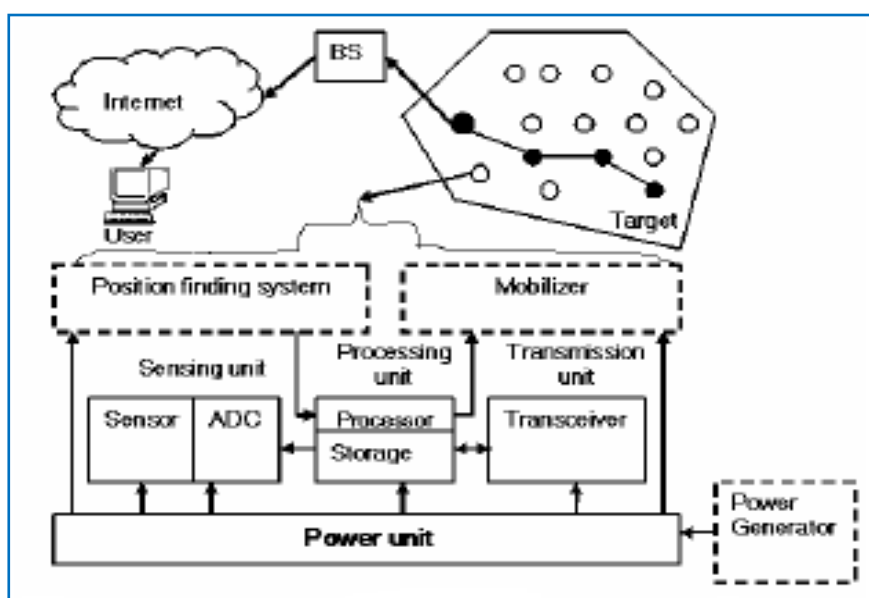 BS
Internet
User
Target
Position finding system
Mobilizer
Sensing unit
Processing
unit
Transmission
unit
Sensor
ADC
Processor
Storage
Transceiver
Power
Generator
Power unit